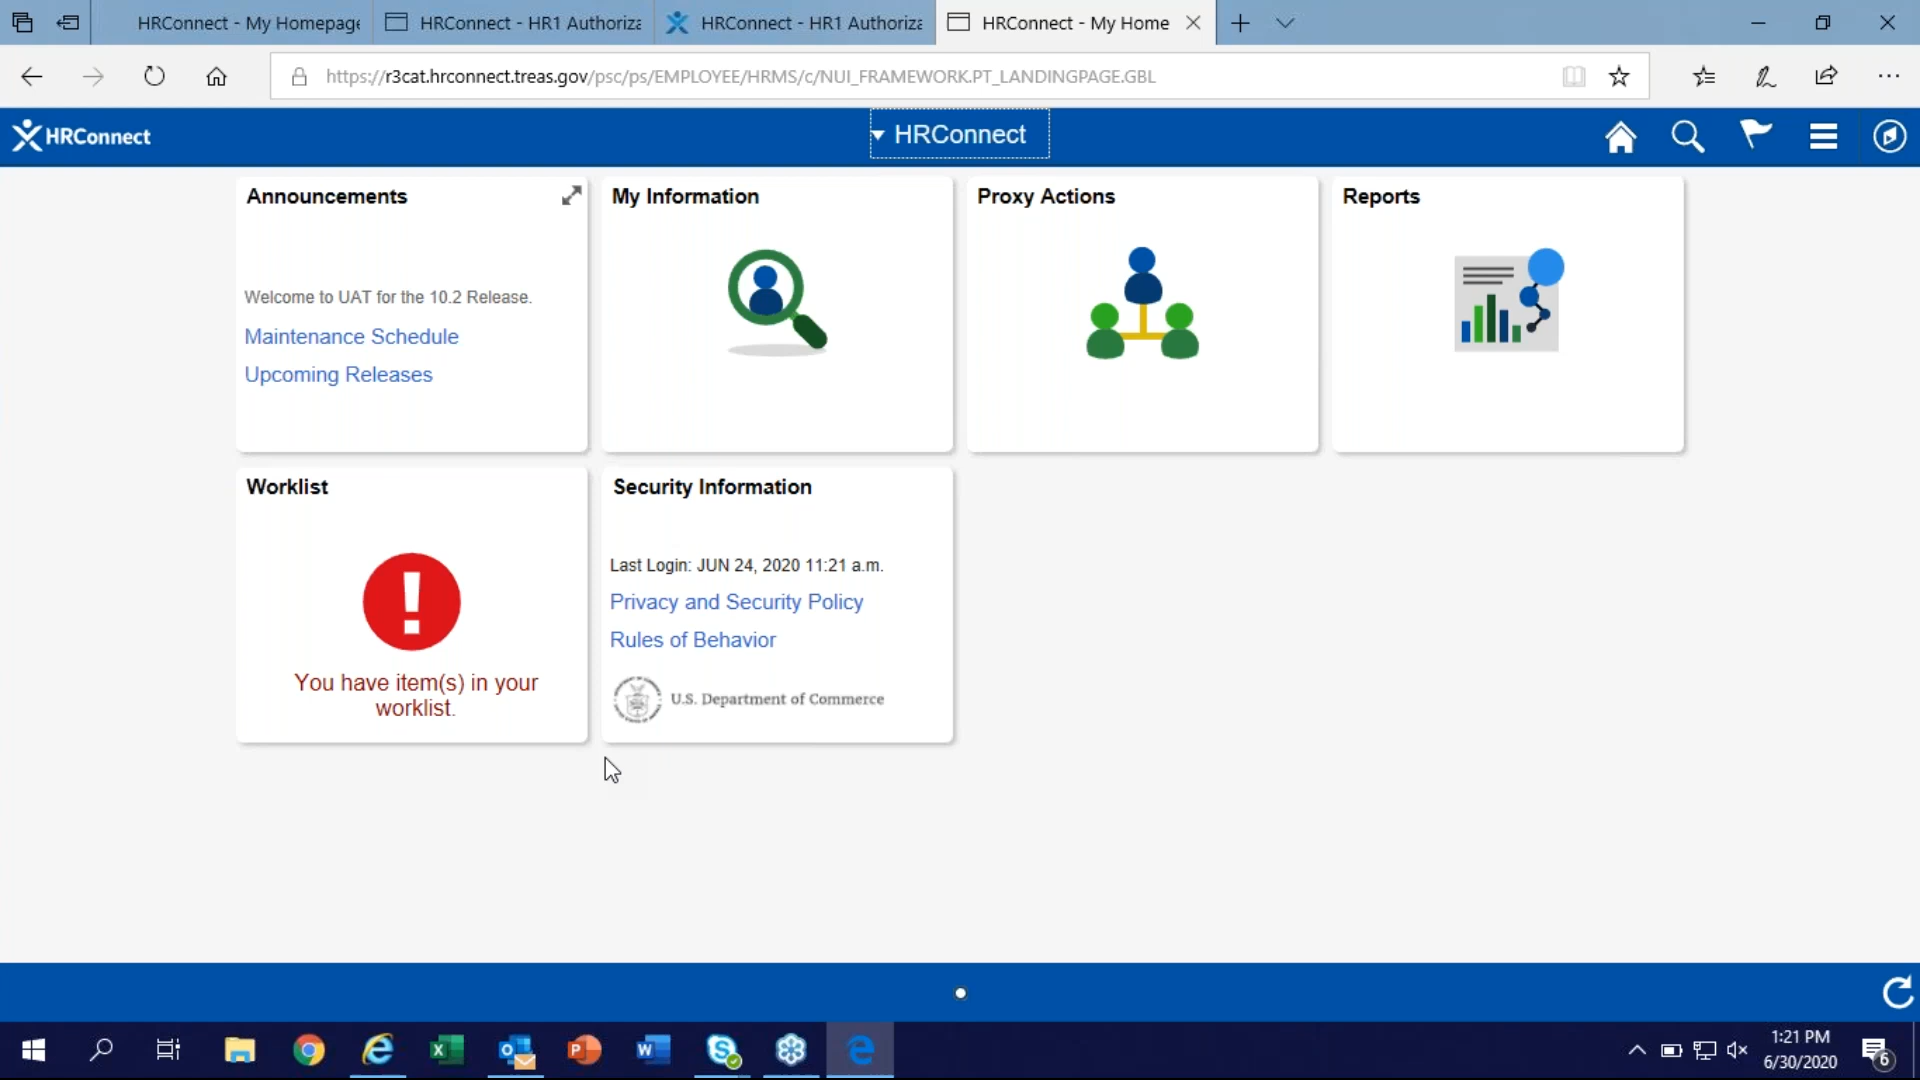 HRConnect - My Homepage
HRConnect - HR1 Authoriza
HRConnect - HR1 Authoriza
HRConnect - My Home
https://r3cat.hrconnect.treas.gov/psc/ps/EMPLOYEE/HRMS/c/NUI_FRAMEWORK.PT_LANDINGPAGE.GBL
HRConnect
HRConnect
Announcements
My Information
Proxy Actions
Reports
Welcome to UAT for the 10.2 Release.
Maintenance Schedule
Upcoming Releases
Worklist
Security Information
You have item(s) in your
worklist.
Last Login: JUN 24, 2020 11:21 a.m.
Privacy and Security Policy
Rules of Behavior
U.S. Department of Commerce
1:21 PM
6/30/2020
6